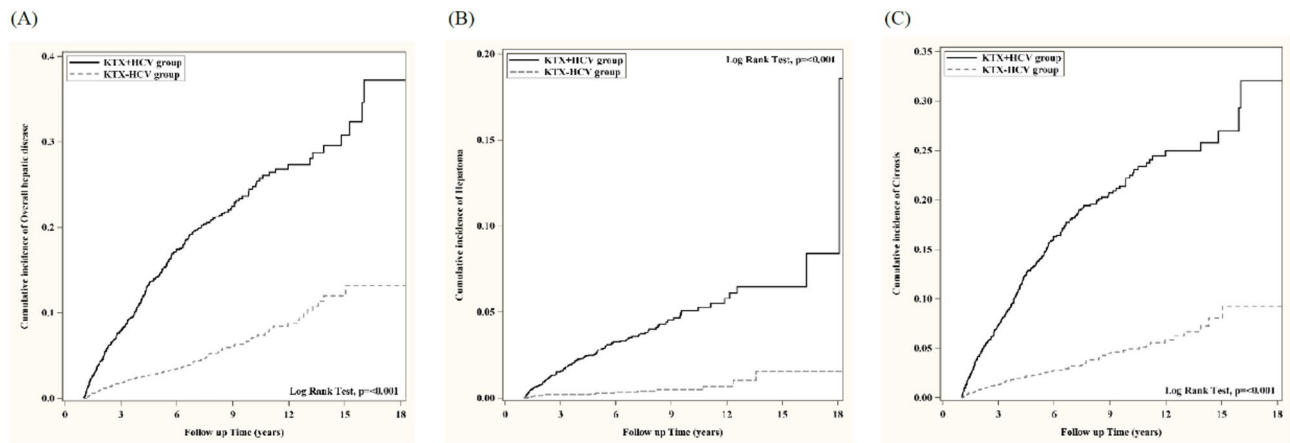 (A)
KTX+HCV group
KTX-HCV group
Cumulative incidence of Overall hepatic disease
0.4
0.3
0.2
0.1
0.0
Log Rank Test, p=<0.001
0 3 6 9 12 15 18
Follow up Time (years)
(B)
KTX+HCV group
KTX-HCV group
Log Rank Test, p=<0.001
Cumulative incidence of Hepatoma
0.20
0.15
0.10
0.05
0.00
0 3 6 9 12 15 18
Follow up Time (years)
(C)
KTX+HCV group
KTX-HCV group
Cumulative incidence of Cirrosis
0.35
0.30
0.25
0.20
0.15
0.10
0.05
0.00
Log Rank Test, p=<0.001
0 3 6 9 12 15 18
Follow up Time (years)